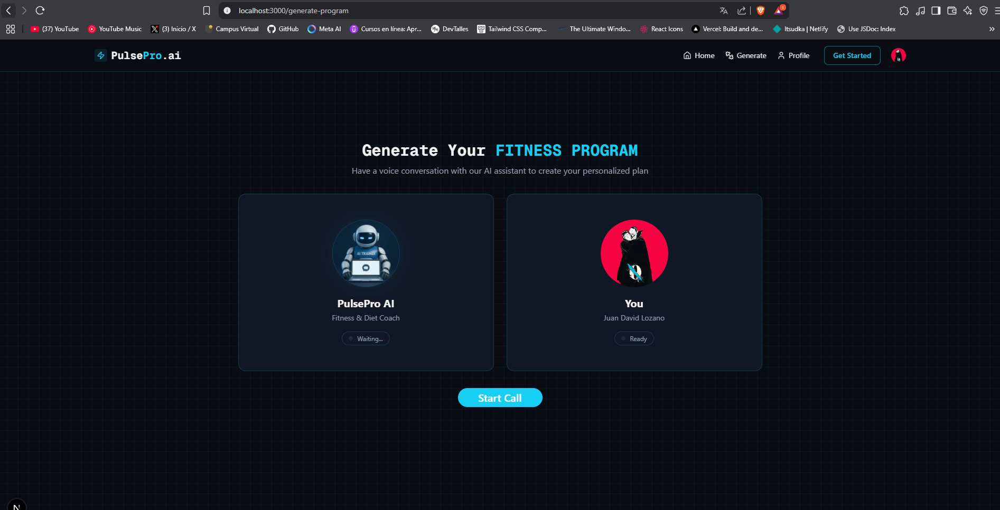 localhost:3000/generate-program
1
(37) YouTube
YouTube Music
(3) Inicio / X
Campus Virtual
GitHub
Meta AI
Cursos en línea: Apr...
DevTalles
Tailwind CSS Comp...
The Ultimate Windo...
React Icons
Vercel: Build and de...
Itsudka | Netlify
Use JSDoc: Index
»
PulsePro.ai
Home
Generate
Profile
Get Started
Generate Your FITNESS PROGRAM
Have a voice conversation with our AI assistant to create your personalized plan
AI TRAINER
PulsePro AI
Fitness & Diet Coach
Waiting...
You
Juan David Lozano
Ready
Start Call
N